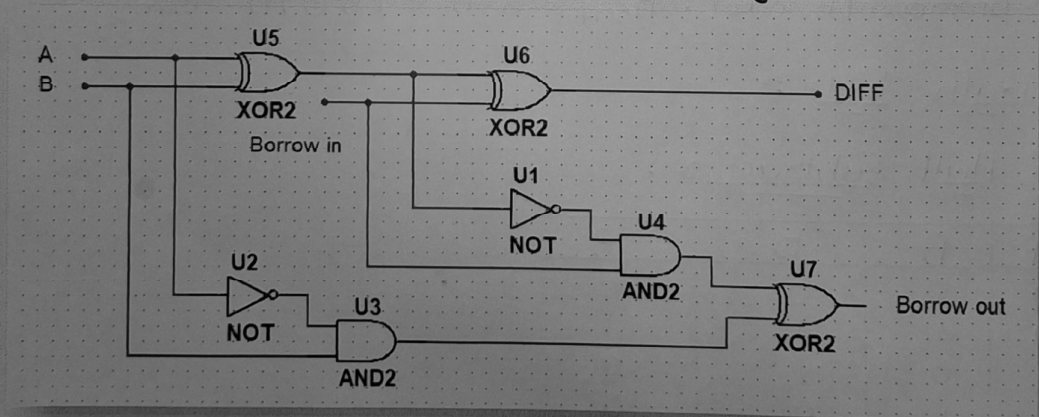 U5
A
U6
B
DIFF
XOR2
XOR2
Borrow in
U1
U4
NOT
U2
U7
AND2
U3
Borrow out
NOT
XOR2
AND2